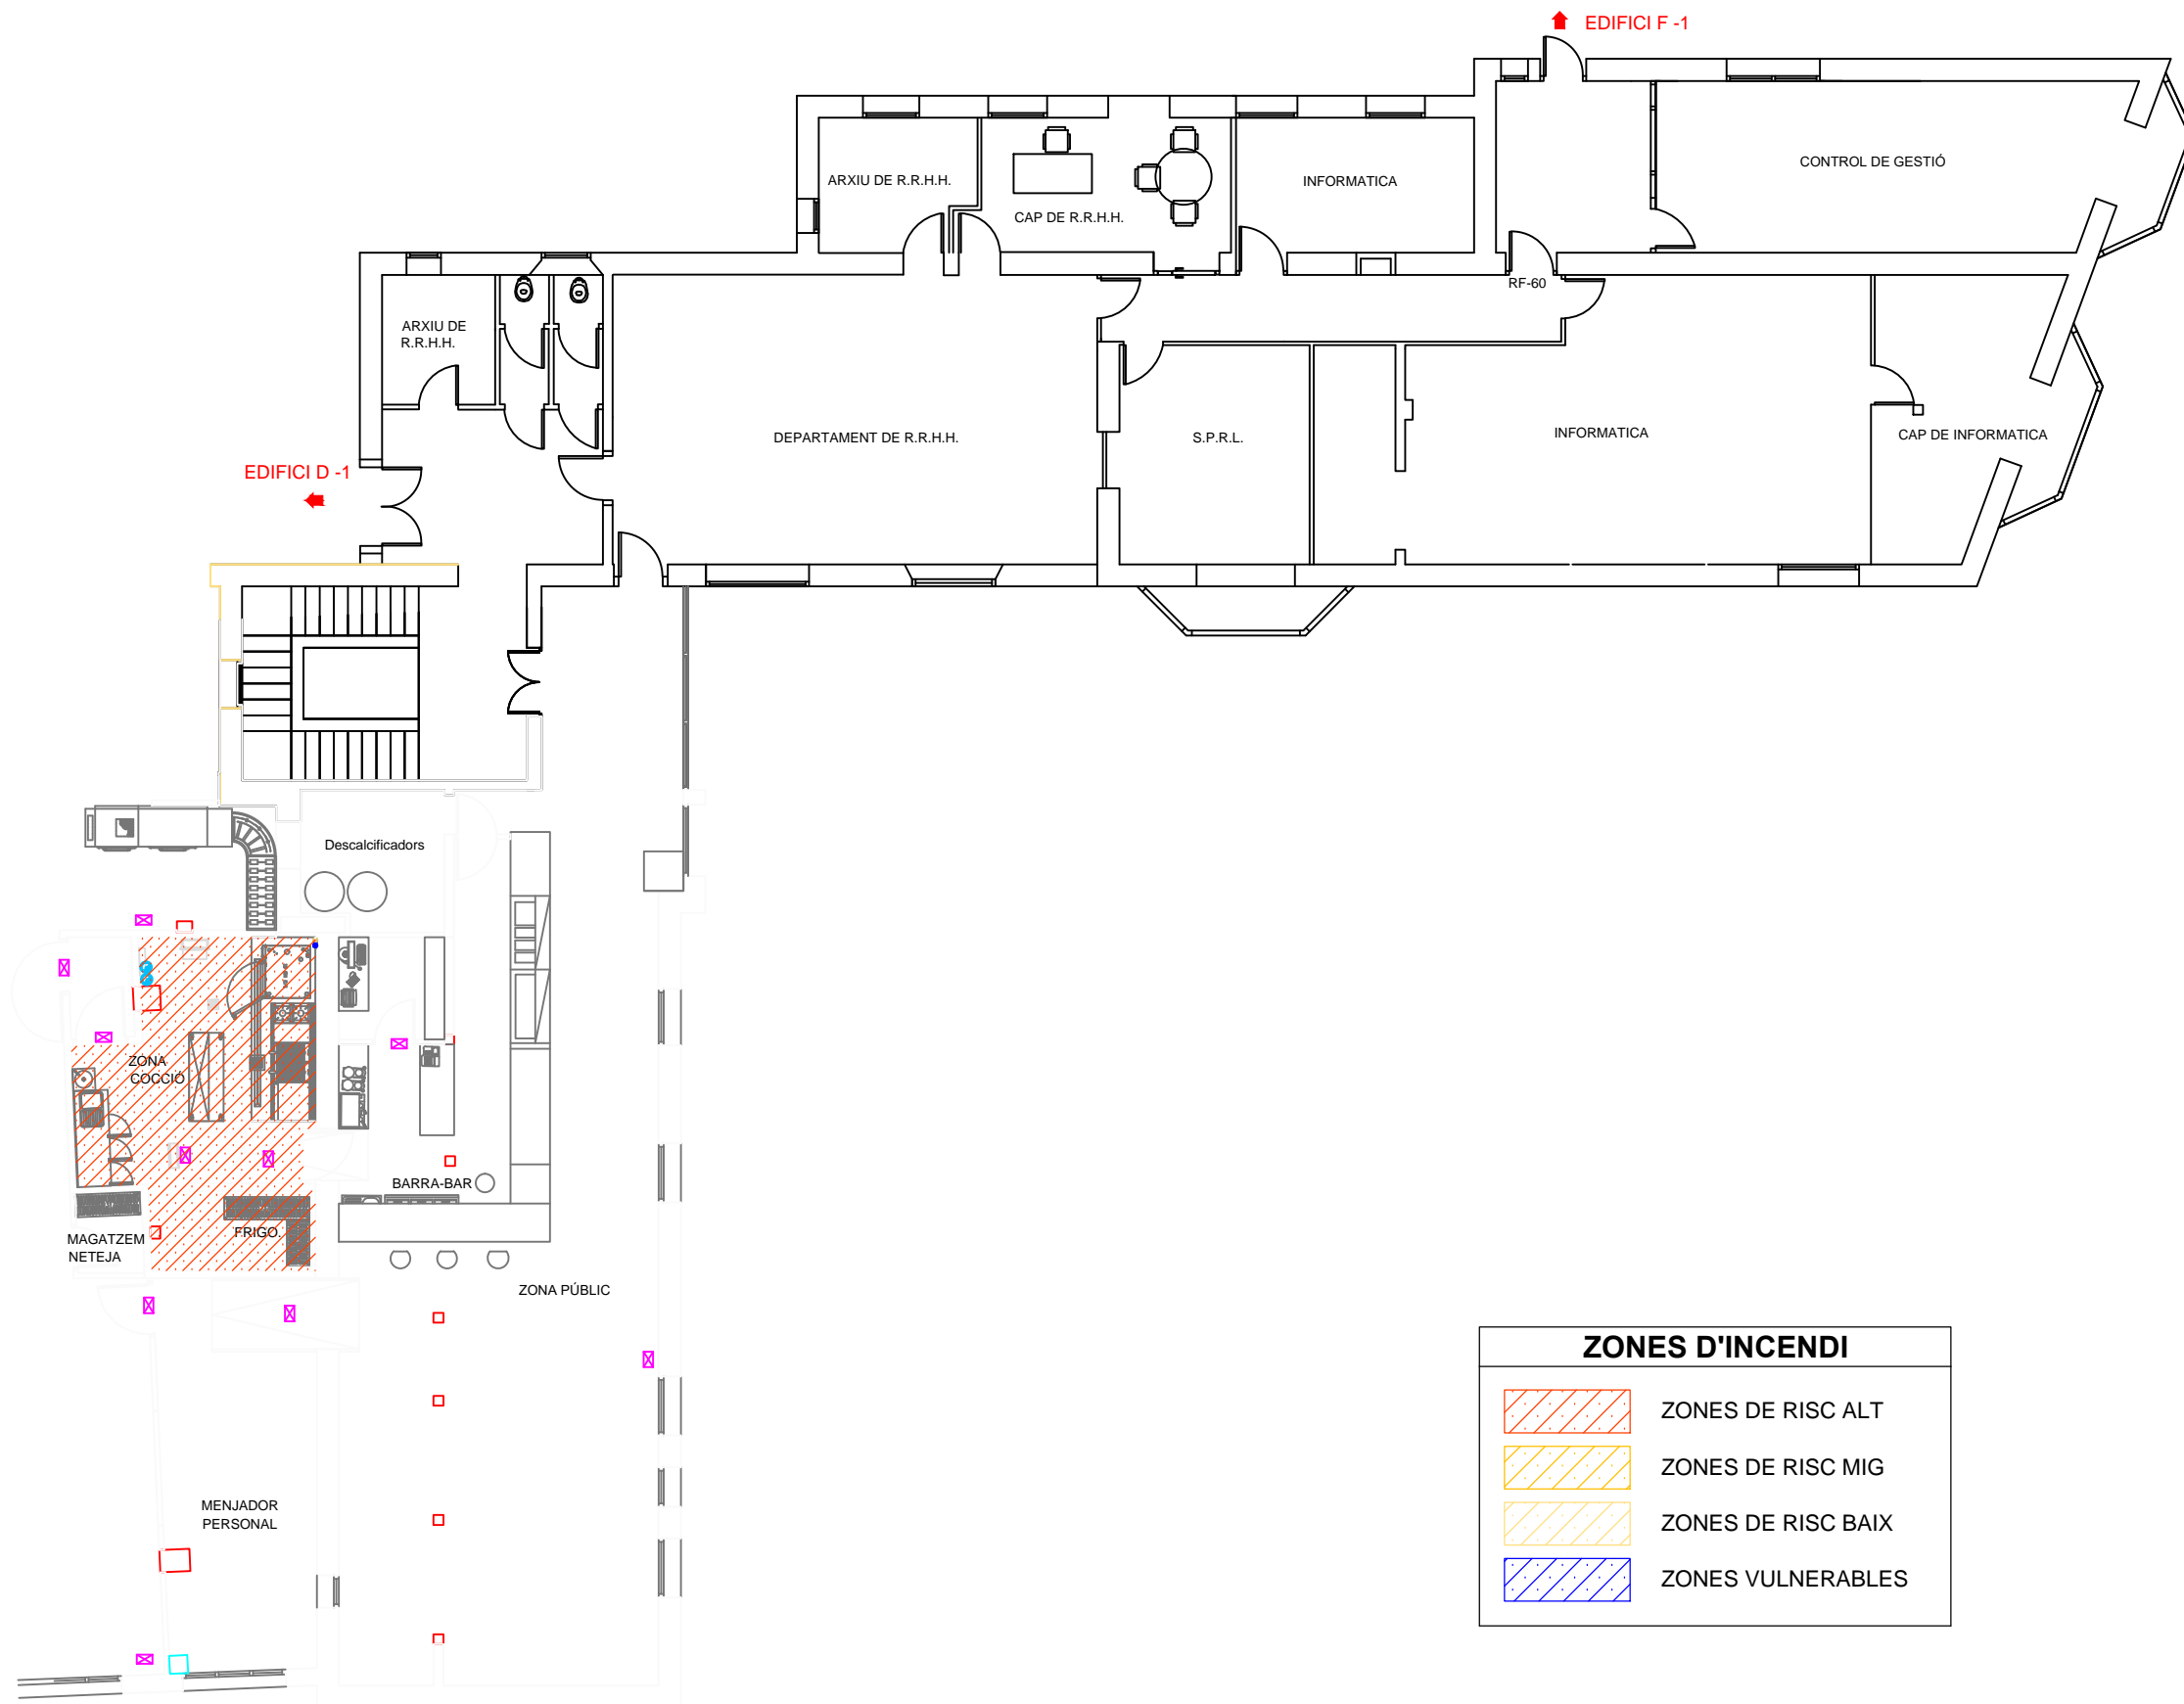 EDIFICI F -1
CONTROL DE GESTIÓ
ARXIU DE R.R.H.H.
CAP DE R.R.H.H.
INFORMATICA
RF-60
ARXIU DE
R.R.H.H.
DEPARTAMENT DE R.R.H.H.
S.P.R.L.
INFORMATICA
CAP DE INFORMATICA
EDIFICI D -1
Descalcificadors
ZONA
COCCIÓ
BARRA-BAR
FRIGO.
MAGATZEM
NETEJA
ZONA PÚBLIC
MENJADOR
PERSONAL
ZONES D'INCENDI
ZONES DE RISC ALT
ZONES DE RISC MIG
ZONES DE RISC BAIX
ZONES VULNERABLES